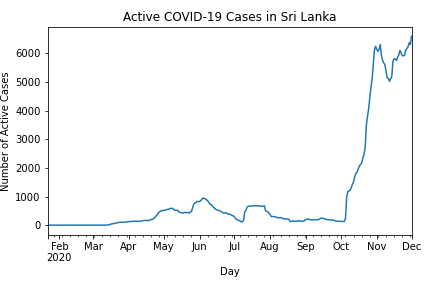 Active COVID-19 Cases in Sri Lanka
Number of Active Cases
6000
5000
4000
3000
2000
1000
0
Feb Mar Apr May Jun Jul Aug Sep Oct Nov Dec
2020
Day